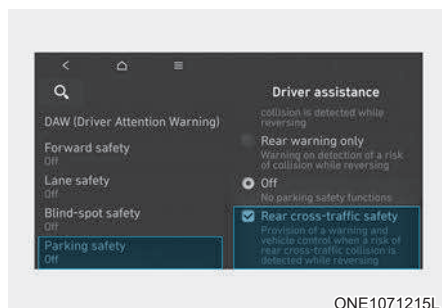 DAW (Driver Attention Warning)
Forward safety
Off
Lane safety
Off
Blind-spot safety
Off
Parking safety
Off
Driver assistance
collision is detected while
reversing
Rear warning only
Warning on detection of a risk
of collision while reversing
Off
No parking safety functions
Rear cross-traffic safety
Provision of a warning and
vehicle control when a risk of
rear cross-traffic collision is
detected while reversing
ONE1071215L